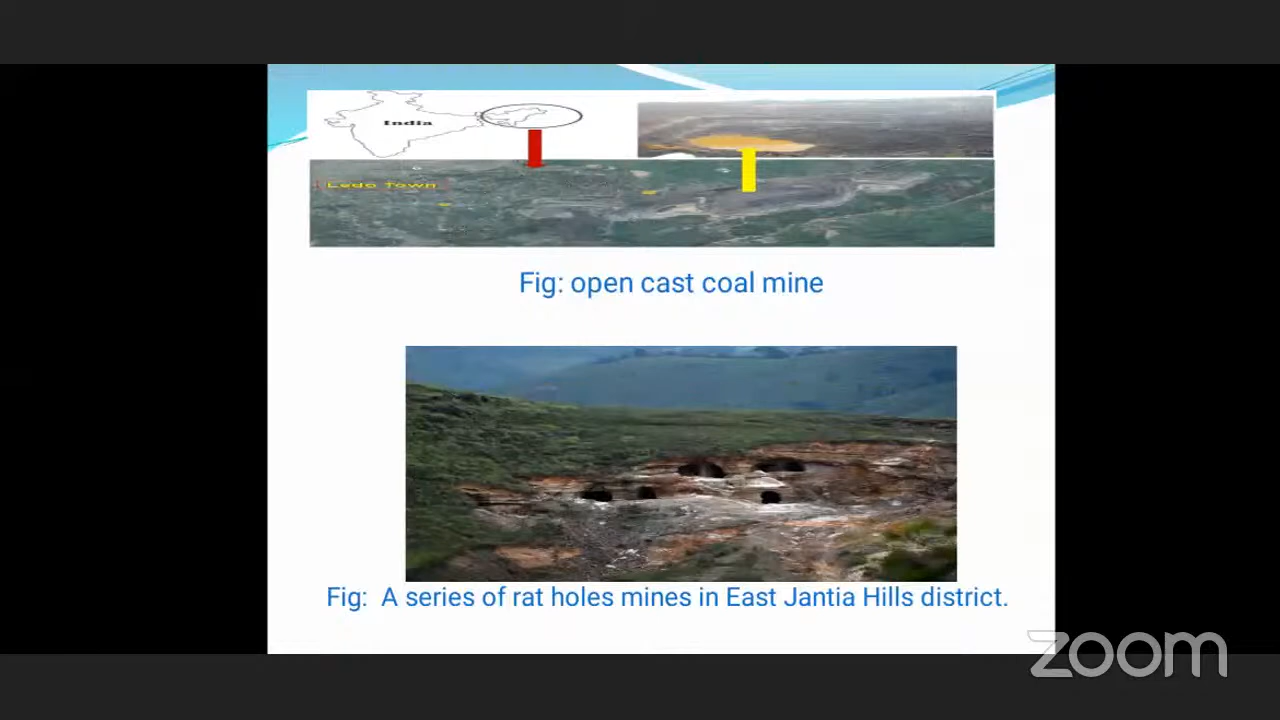 India
Ledo Town
Fig: open cast coal mine
Fig: A series of rat holes mines in East Jantia Hills district.
zoom